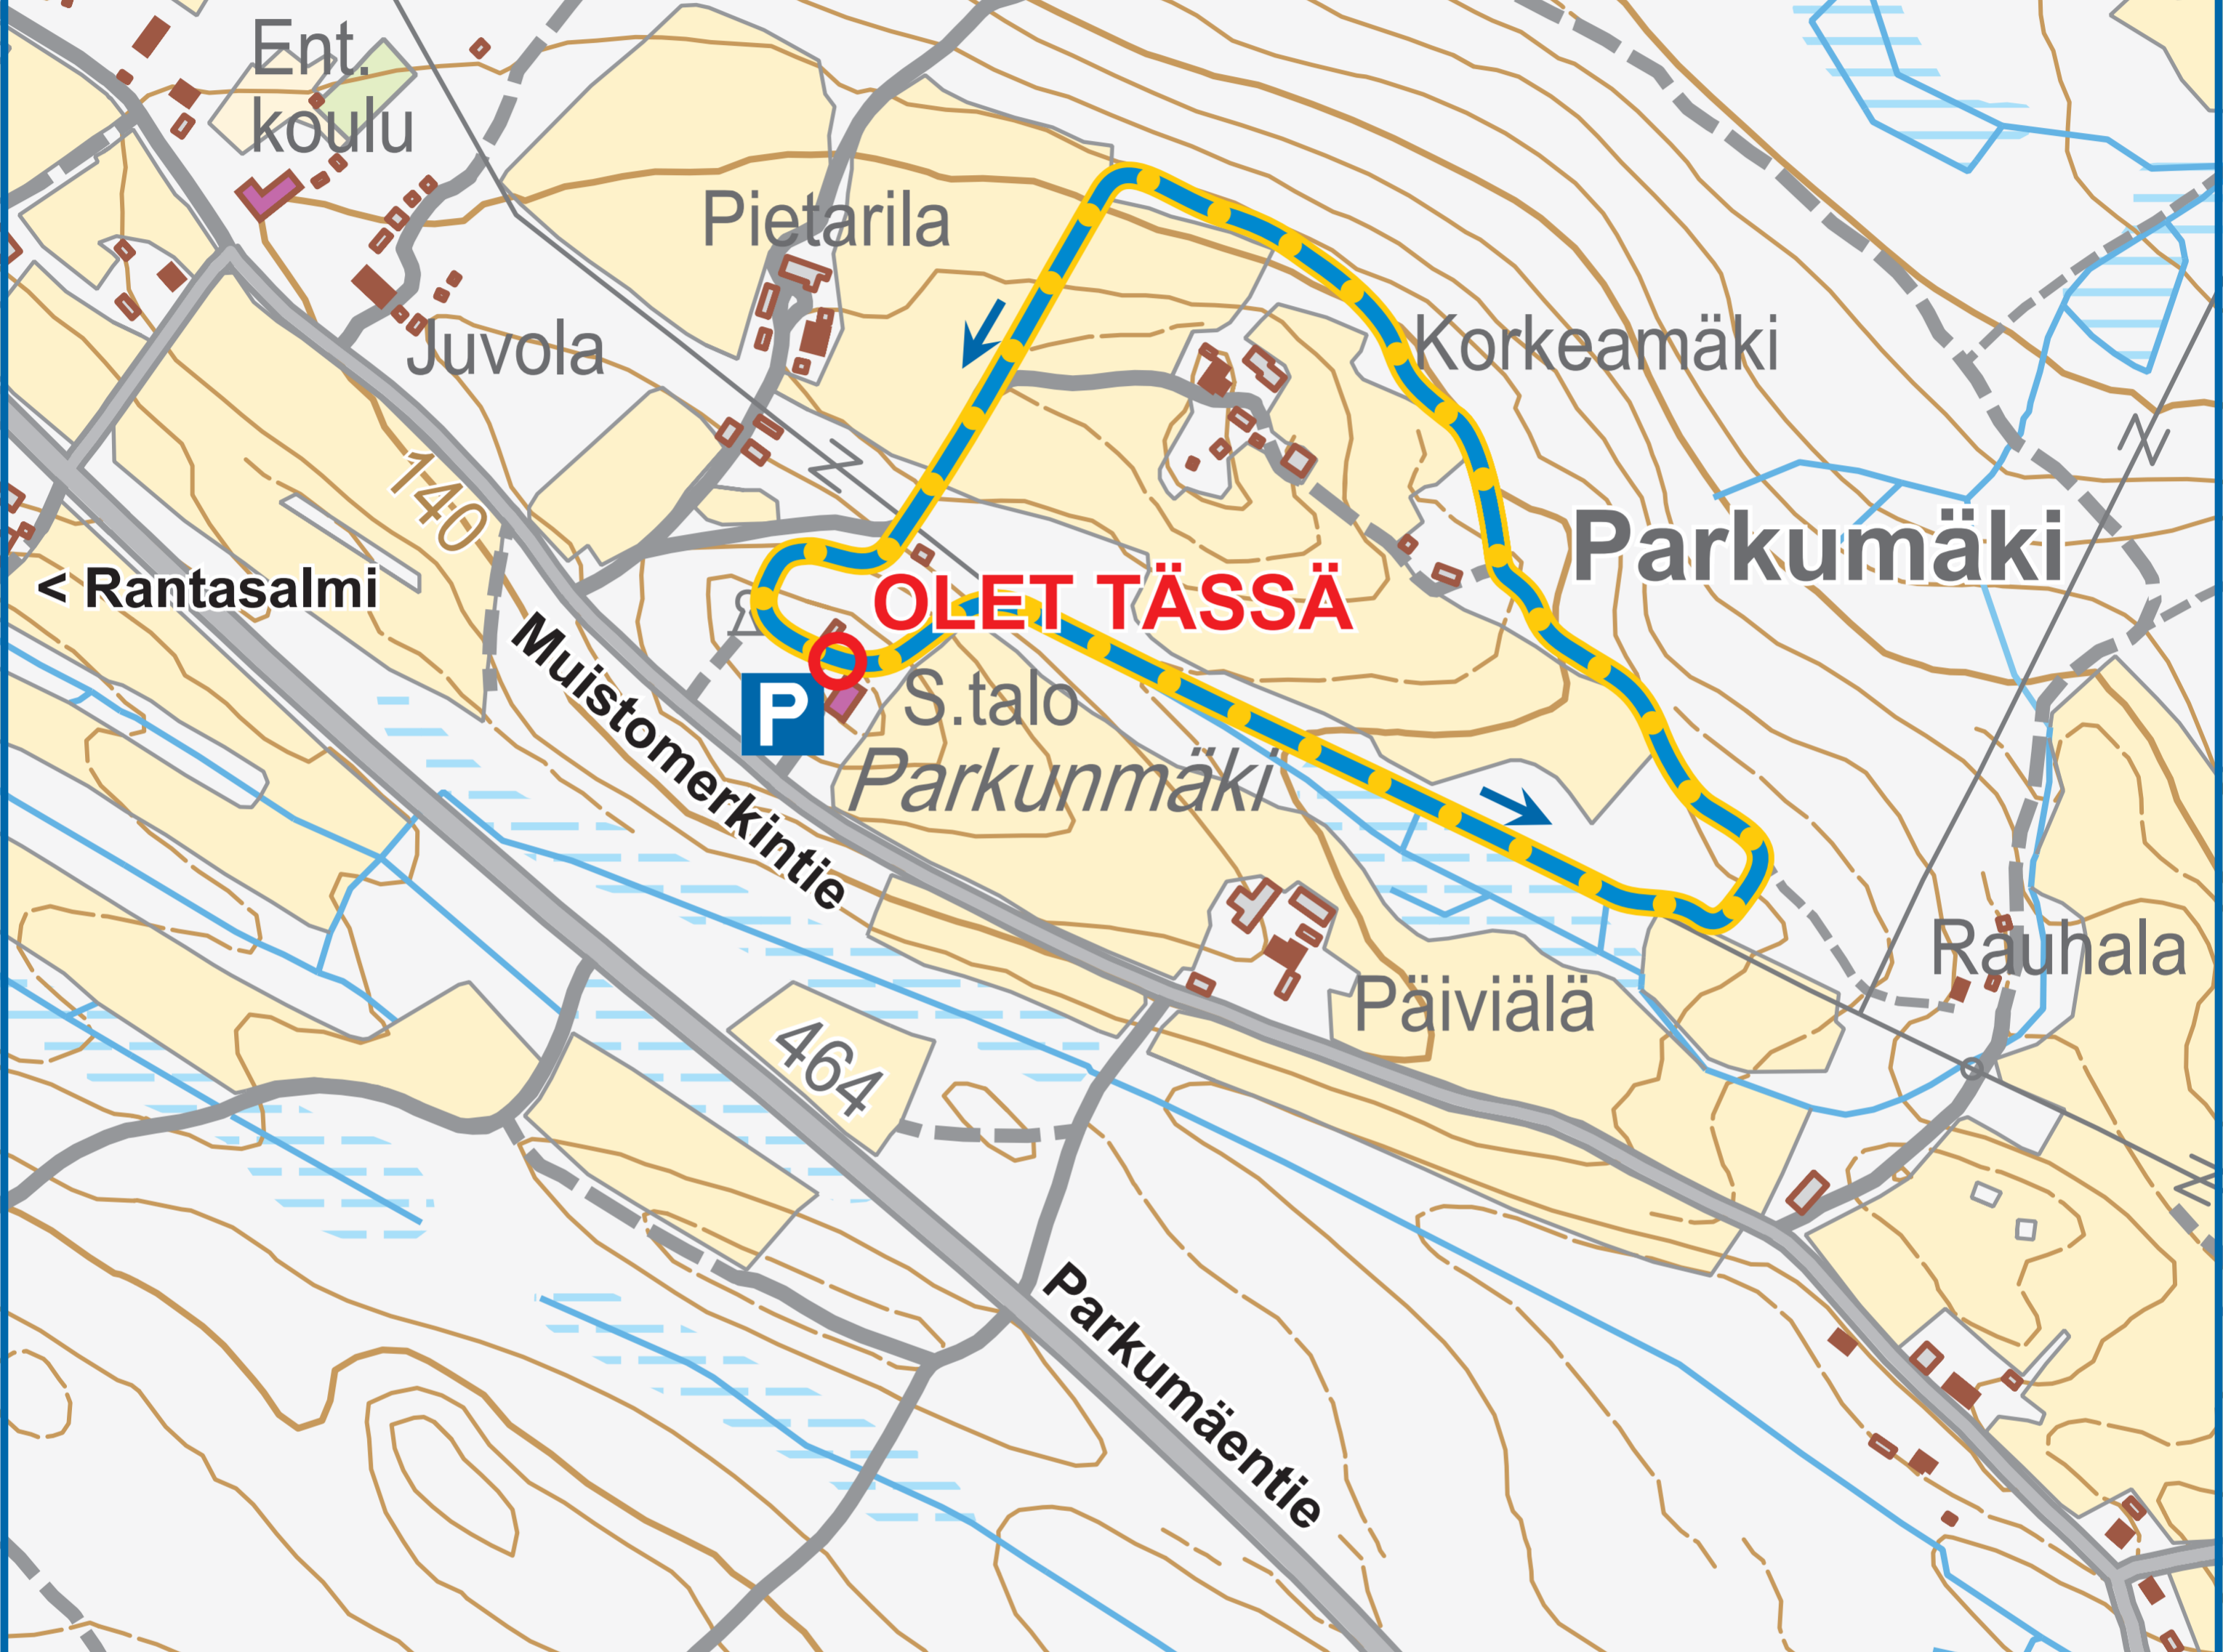 Ent.
koulu
Pietarila
Juvola
Korkeamäki
140
Parkumäki
< Rantasalmi
OLET TÄSSÄ
Muistomerkintie
P
S.talo
Parkunmäki
Rauhala
Päiviälä
464
Parkumäentie